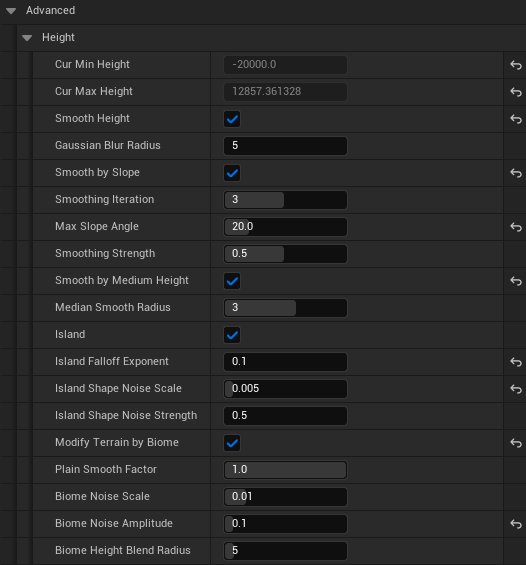 Advanced
Height
Cur Min Height -20000.0
Cur Max Height 12857.361328
Smooth Height
Gaussian Blur Radius 5
Smooth by Slope
Smoothing Iteration 3
Max Slope Angle 20.0
Smoothing Strength 0.5
Smooth by Medium Height
Median Smooth Radius 3
Island
Island Falloff Exponent 0.1
Island Shape Noise Scale 0.005
Island Shape Noise Strength 0.5
Modify Terrain by Biome
Plain Smooth Factor 1.0
Biome Noise Scale 0.01
Biome Noise Amplitude 0.1
Biome Height Blend Radius 5